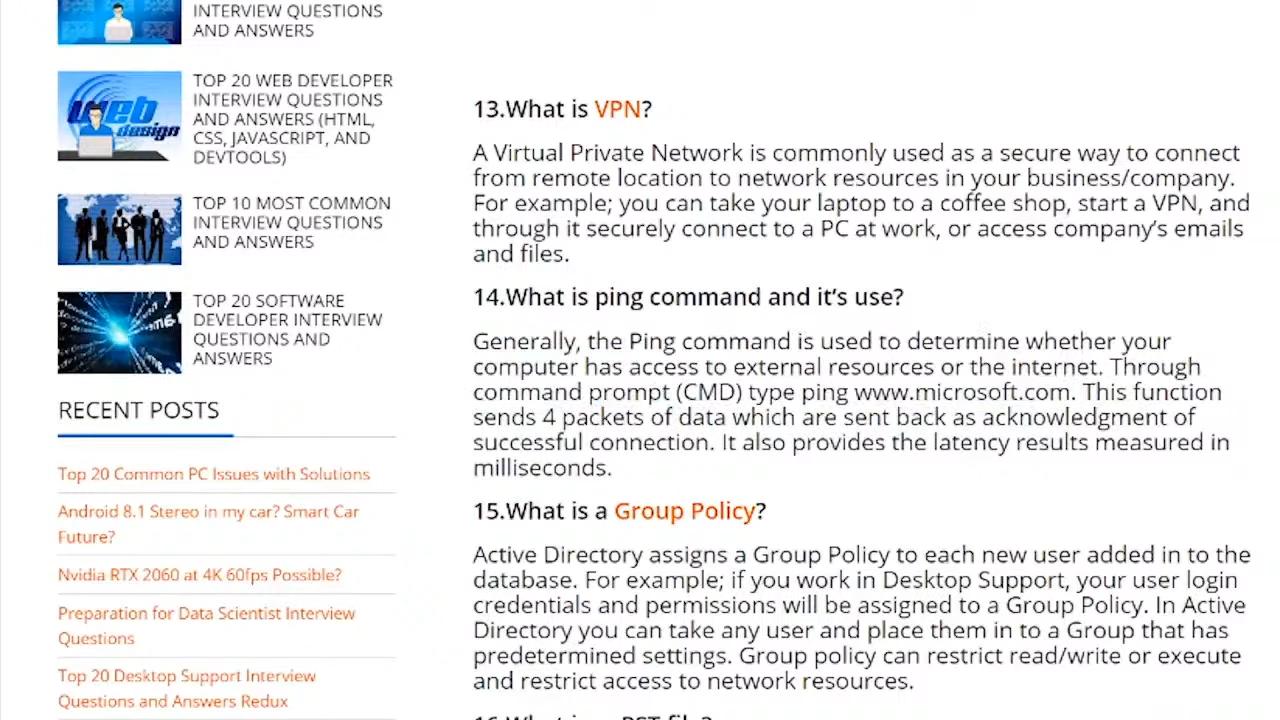 INTERVIEW QUESTIONS
AND ANSWERS
web
design
TOP 20 WEB DEVELOPER
INTERVIEW QUESTIONS
AND ANSWERS (HTML,
CSS, JAVASCRIPT, AND
DEVTOOLS)
TOP 10 MOST COMMON
INTERVIEW QUESTIONS
AND ANSWERS
TOP 20 SOFTWARE
DEVELOPER INTERVIEW
QUESTIONS AND
ANSWERS
RECENT POSTS
Top 20 Common PC Issues with Solutions
Android 8.1 Stereo in my car? Smart Car
Future?
Nvidia RTX 2060 at 4K 60fps Possible?
Preparation for Data Scientist Interview
Questions
Top 20 Desktop Support Interview
Questions and Answers Redux
13.What is VPN?
A Virtual Private Network is commonly used as a secure way to connect
from remote location to network resources in your business/company.
For example; you can take your laptop to a coffee shop, start a VPN, and
through it securely connect to a PC at work, or access company’s emails
and files.
14.What is ping command and it’s use?
Generally, the Ping command is used to determine whether your
computer has access to external resources or the internet. Through
command prompt (CMD) type ping www.microsoft.com. This function
sends 4 packets of data which are sent back as acknowledgment of
successful connection. It also provides the latency results measured in
milliseconds.
15.What is a Group Policy?
Active Directory assigns a Group Policy to each new user added in to the
database. For example; if you work in Desktop Support, your user login
credentials and permissions will be assigned to a Group Policy. In Active
Directory you can take any user and place them in to a Group that has
predetermined settings. Group policy can restrict read/write or execute
and restrict access to network resources.